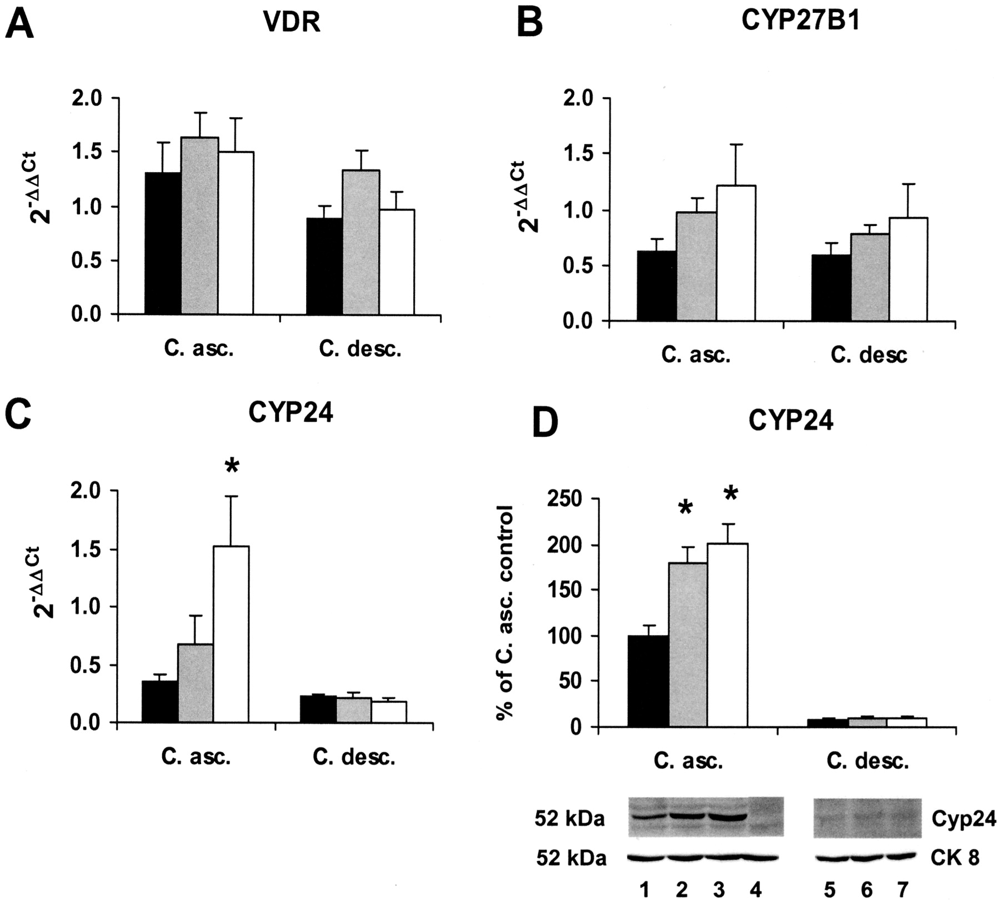 A VDR
2.0
1.5
1.0
0.5
0.0
2^-ΔΔCt
C. asc. C. desc.
B CYP27B1
2.0
1.5
1.0
0.5
0.0
2^-ΔΔCt
C. asc. C. desc
C CYP24
*
2.0
1.5
1.0
0.5
0.0
2^-ΔΔCt
C. asc. C. desc.
D CYP24
* *
250
200
150
100
50
0
% of C. asc. control
C. asc. C. desc.
52 kDa Cyp24
52 kDa CK 8
1 2 3 4 5 6 7